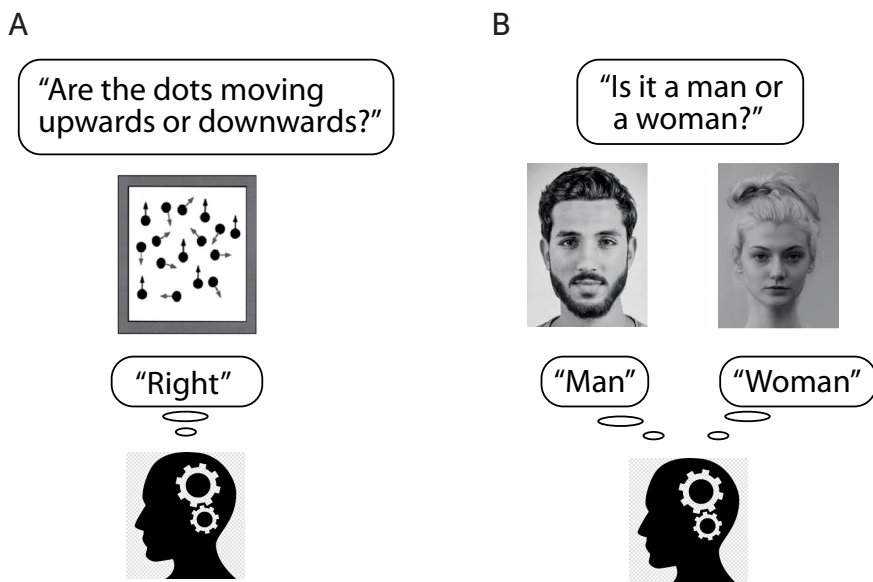 A
B
“Are the dots moving
upwards or downwards?”
“Is it a man or
a woman?”
“Right”
“Man”
“Woman”